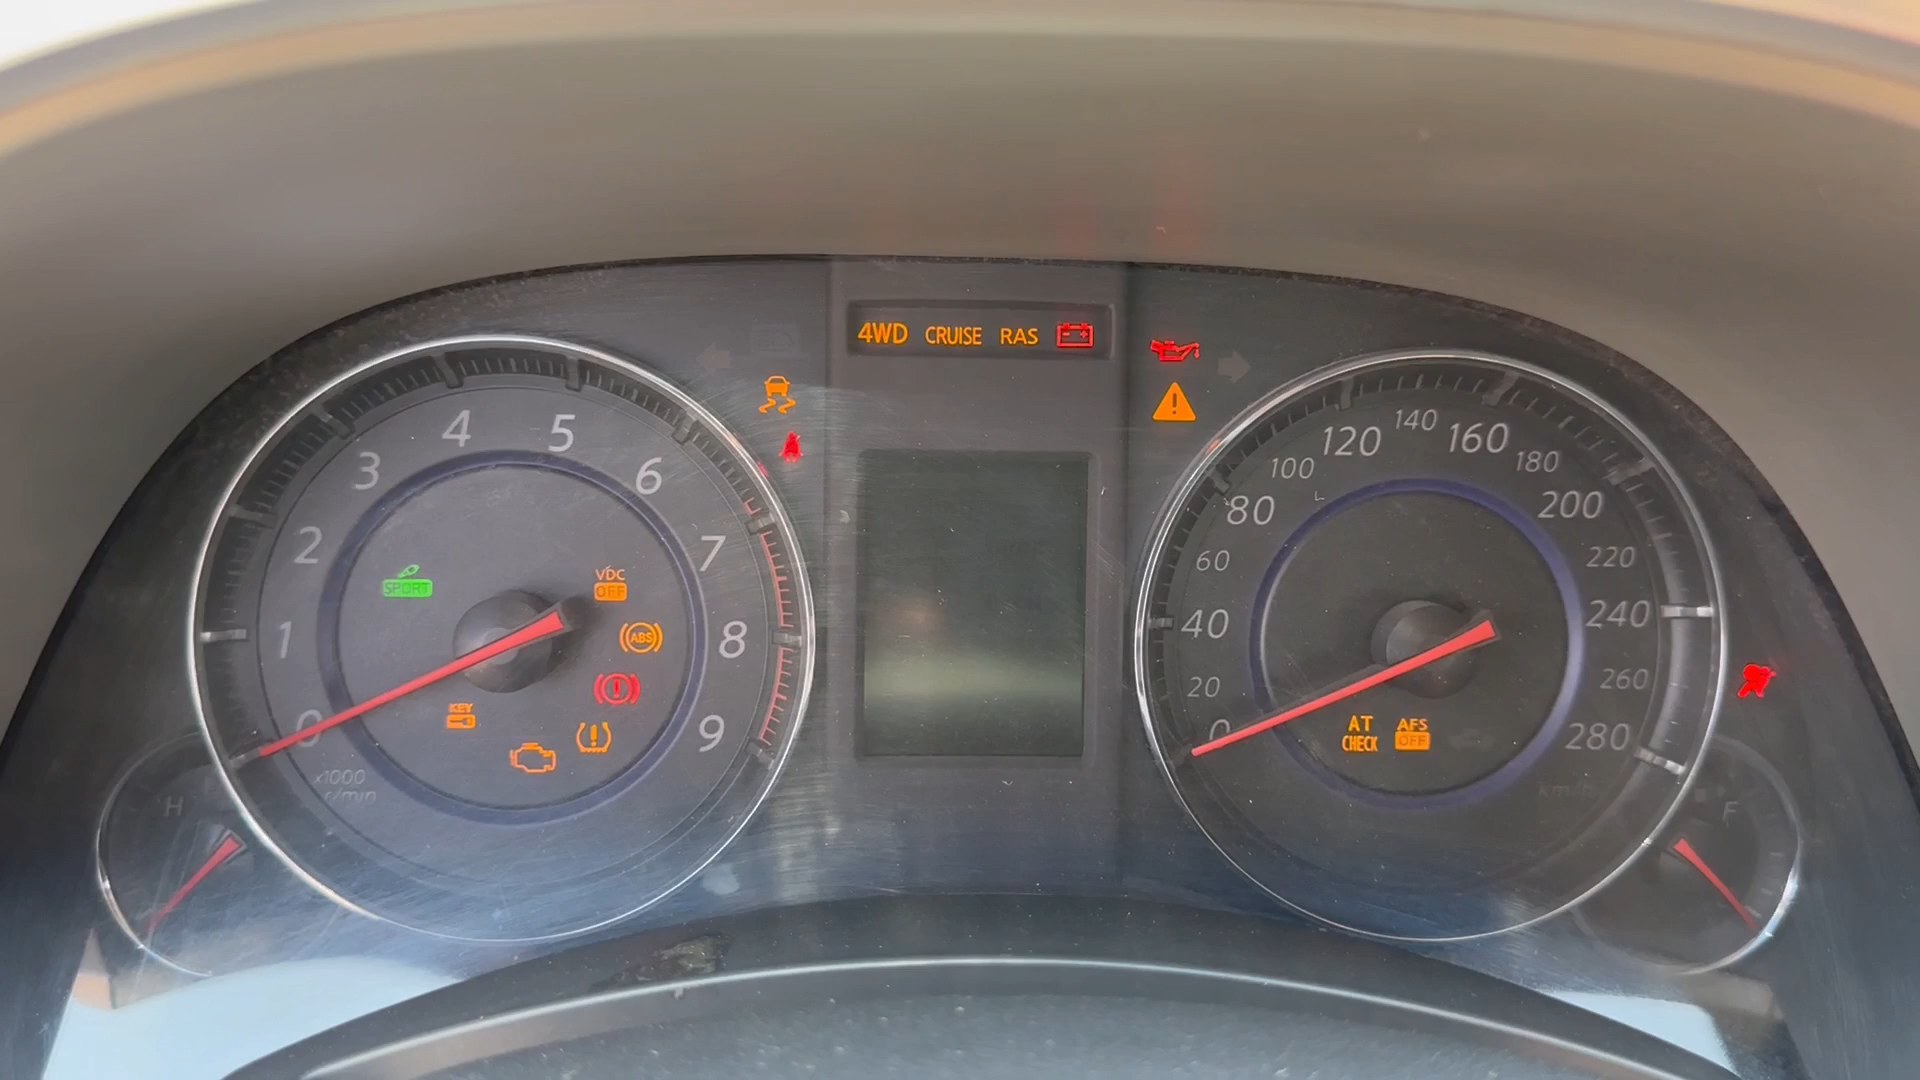 4WD CRUISE RAS
0
1
2
3
4
5
6
7
8
9
x1000
r/min
SPORT
VDC
OFF
ABS
KEY
H
0
20
40
60
80
100
120
140
160
180
200
220
240
260
280
km/h
AT
CHECK
AFS
OFF
F